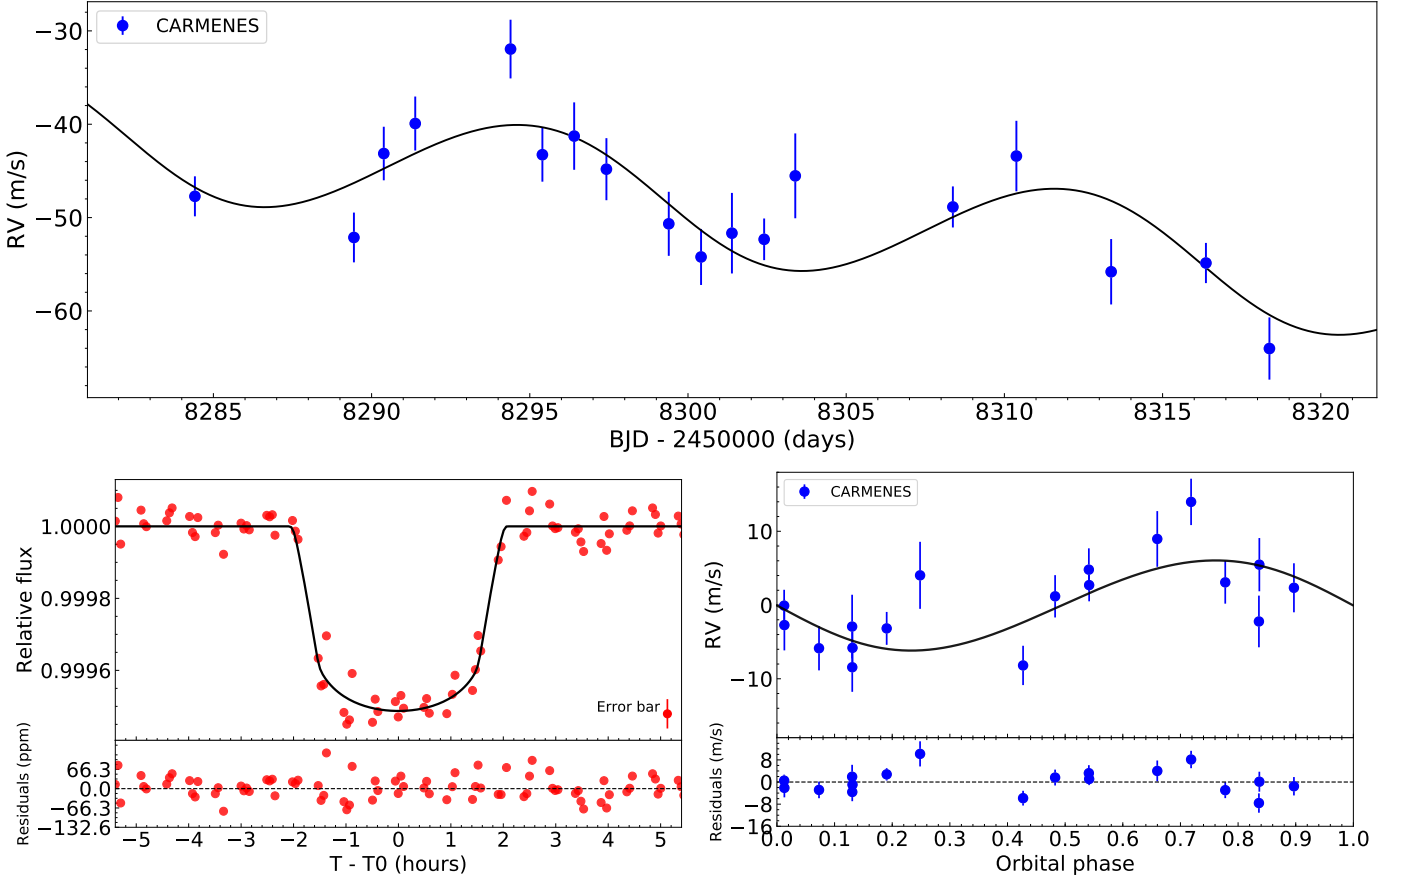 CARMENES
−30
−40
−50
−60
RV (m/s)
8285 8290 8295 8300 8305 8310 8315 8320
BJD - 2450000 (days)
1.0000
0.9998
0.9996
Relative flux
Error bar
66.3
0.0
−66.3
−132.6
Residuals (ppm)
−5 −4 −3 −2 −1 0 1 2 3 4 5
T - T0 (hours)
CARMENES
10
0
−10
RV (m/s)
8
0
−8
−16
Residuals (m/s)
0.0 0.1 0.2 0.3 0.4 0.5 0.6 0.7 0.8 0.9 1.0
Orbital phase